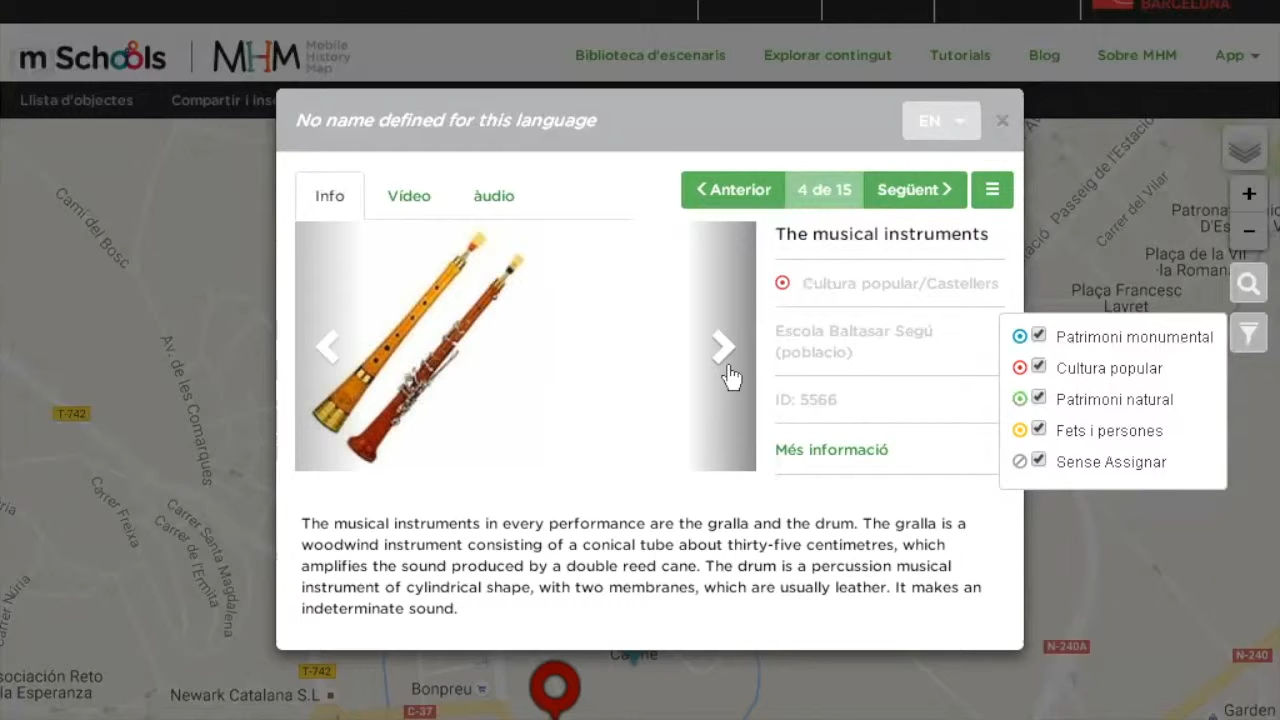 BARCELONA
m Schools
MHM Mobile
History
Map
Biblioteca d'escenaris
Explorar contingut
Tutorials
Blog
Sobre MHM
App
Llista d'objectes
Compartir i inse
No name defined for this language
EN
Info
Vídeo
àudio
Anterior
4 de 15
Següent
The musical instruments
Cultura popular/Castellers
Escola Baltasar Segú
(poblacio)
ID: 5566
Més informació
Patrimoni monumental
Cultura popular
Patrimoni natural
Fets i persones
Sense Assignar
The musical instruments in every performance are the gralla and the drum. The gralla is a
woodwind instrument consisting of a conical tube about thirty-five centimetres, which
amplifies the sound produced by a double reed cane. The drum is a percussion musical
instrument of cylindrical shape, with two membranes, which are usually leather. It makes an
indeterminate sound.
Camí del Bosc
Av. de les Comarques
T-742
Carrer Freixa
Carrer Santa Magdalena
Carrer de l'Ermita
Passeig de l'Estació
Carrer del Vilar
Patrona
Plaça de la Vil
·la Roman
Plaça Francesc
Lavret
sociación Reto
la Esperanza
T-742
Newark Catalana S.L
Bonpreu
C-37
N-240A
N-240
Garden